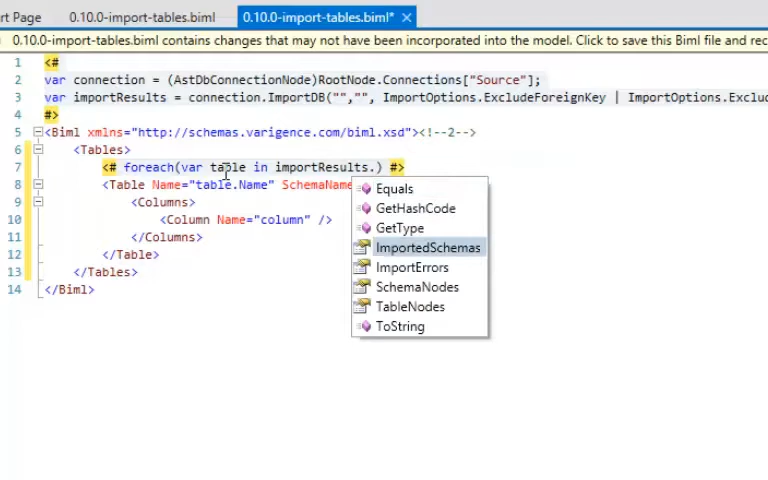 rt Page 0.10.0-import-tables.biml 0.10.0-import-tables.biml* ×
0.10.0-import-tables.biml contains changes that may not have been incorporated into the model. Click to save this Biml file and rec
1 <#
2 var connection = (AstDbConnectionNode)RootNode.Connections["Source"];
3 var importResults = connection.ImportDB("","", ImportOptions.ExcludeForeignKey | ImportOptions.Exclu
4 #>
5 <Biml xmlns="http://schemas.varigence.com/biml.xsd"><!--2-->
6 <Tables>
7 <# foreach(var table in importResults.) #>
8 <Table Name="table.Name" SchemaName
9 <Columns>
10 <Column Name="column" />
11 </Columns>
12 </Table>
13 </Tables>
14 </Biml>
Equals
GetHashCode
GetType
ImportedSchemas
ImportErrors
SchemaNodes
TableNodes
ToString